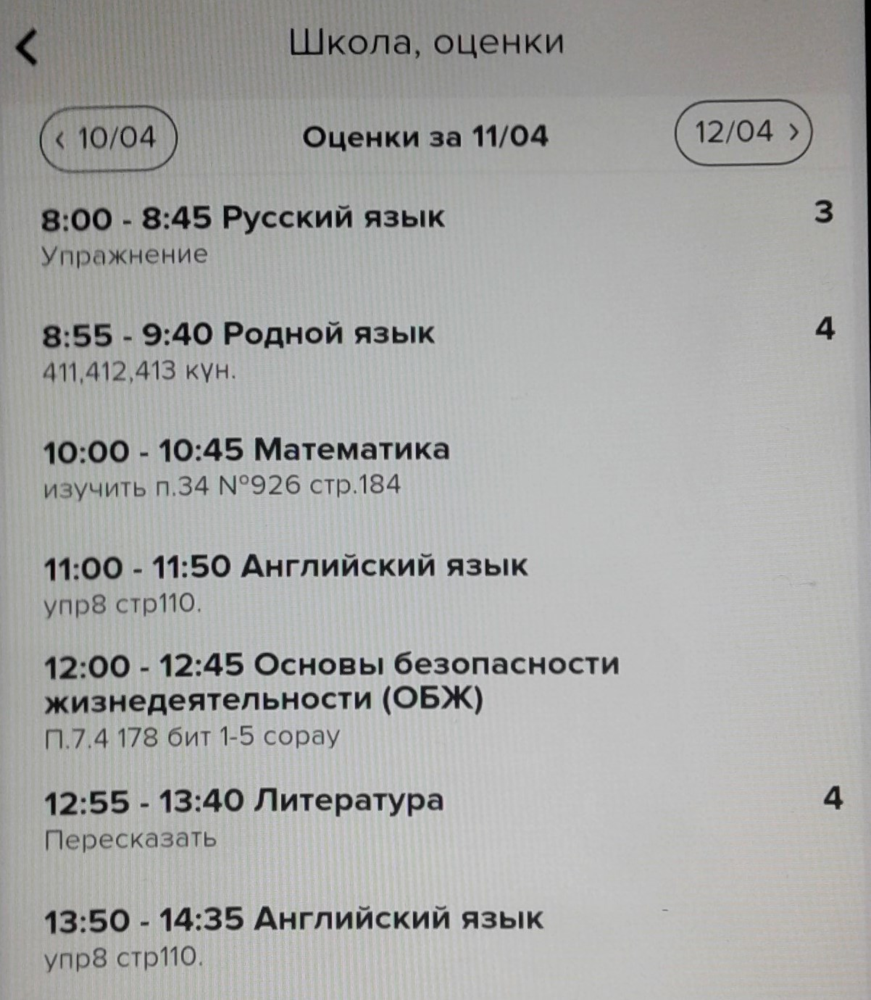 Школа, оценки
‹ 10/04 Оценки за 11/04 12/04 ›
8:00 - 8:45 Русский язык 3
Упражнение
8:55 - 9:40 Родной язык 4
411,412,413 күн.
10:00 - 10:45 Математика
изучить п.34 №926 стр.184
11:00 - 11:50 Английский язык
упр8 стр110.
12:00 - 12:45 Основы безопасности
жизнедеятельности (ОБЖ)
П.7.4 178 бит 1-5 сорау
12:55 - 13:40 Литература 4
Пересказать
13:50 - 14:35 Английский язык
упр8 стр110.